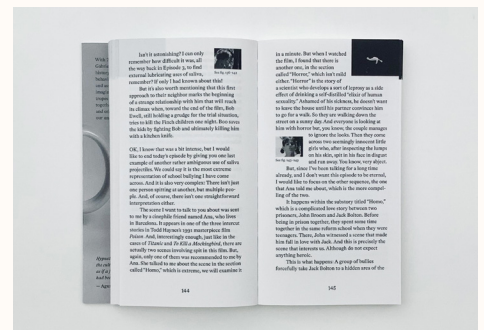 Isn't it astonishing? I can only
remember how difficult it was, all
the way back in Episode 3, to find
external lubricating uses of saliva,
remember? If only I had known about this!
But it's also worth mentioning that this first
approach to their neighbor marks the beginning
of a strange relationship with him that will reach
its climax when, toward the end of the film, Bob
Ewell, still holding a grudge for the trial situation,
tries to kill the Finch children one night. Boo saves
the kids by fighting Bob and ultimately killing him
with a kitchen knife.
OK, I know that was a bit intense, but I would
like to end today's episode by giving you one last
example of another rather ambiguous use of saliva
projectiles. We could say it is the most extreme
representation of school bullying I have come
across. And it is also very complex: There isn't just
one person spitting at another, but multiple peo-
ple. And, of course, there isn't one straightforward
interpretation either.
The scene I want to talk to you about was sent
to me by a cinephile friend named Ana, who lives
in Barcelona. It appears in one of the three intercut
stories in Todd Haynes's 1991 masterpiece film
Poison. And, interestingly enough, just like in the
cases of Titanic and To Kill a Mockingbird, there are
actually two scenes involving spit in this film. But,
again, only one of them was recommended to me by
Ana. She talked to me about the scene in the section
called "Homo," which is extreme, we will examine it
144
in a minute. But when I watched
the film, I found that there is
another one, in the section
called "Horror," which isn't mild
either. "Horror" is the story of
a scientist who develops a sort of leprosy as a side
effect of drinking a self-distilled "elixir of human
sexuality." Ashamed of his sickness, he doesn't want
to leave the house until his partner convinces him
to go for a walk. So they are walking down the
street on a sunny day. And everyone is looking at
him with horror but, you know, the couple manages
to ignore the looks. Then they come
across two seemingly innocent little
girls who, after inspecting the lumps
on his skin, spit in his face in disgust
and run away. You know, very abject.
But, since I've been talking for a long time
already, and I don't want this episode to be eternal,
I would like to focus on the other sequence, the one
that Ana told me about, which is the more compel-
ling of the two.
It happens within the substory titled "Homo,"
which is a complicated love story between two
prisoners, John Broom and Jack Bolton. Before
being in prison together, they spent some time
together in the same reform school when they were
teenagers. There, John witnessed a scene that made
him fall in love with Jack. And this is precisely the
scene that interests us. Although do not expect
anything heroic.
This is what happens: A group of bullies
forcefully take Jack Bolton to a hidden area of the
145